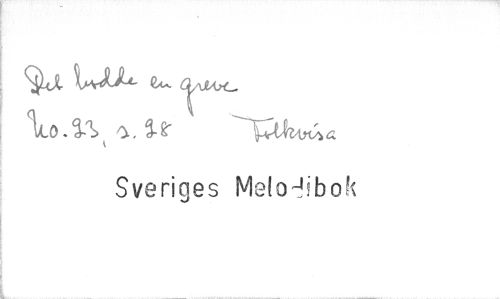 Det bodde en greve
No. 23, s. 28 Folkvisa
Sveriges Melodibok